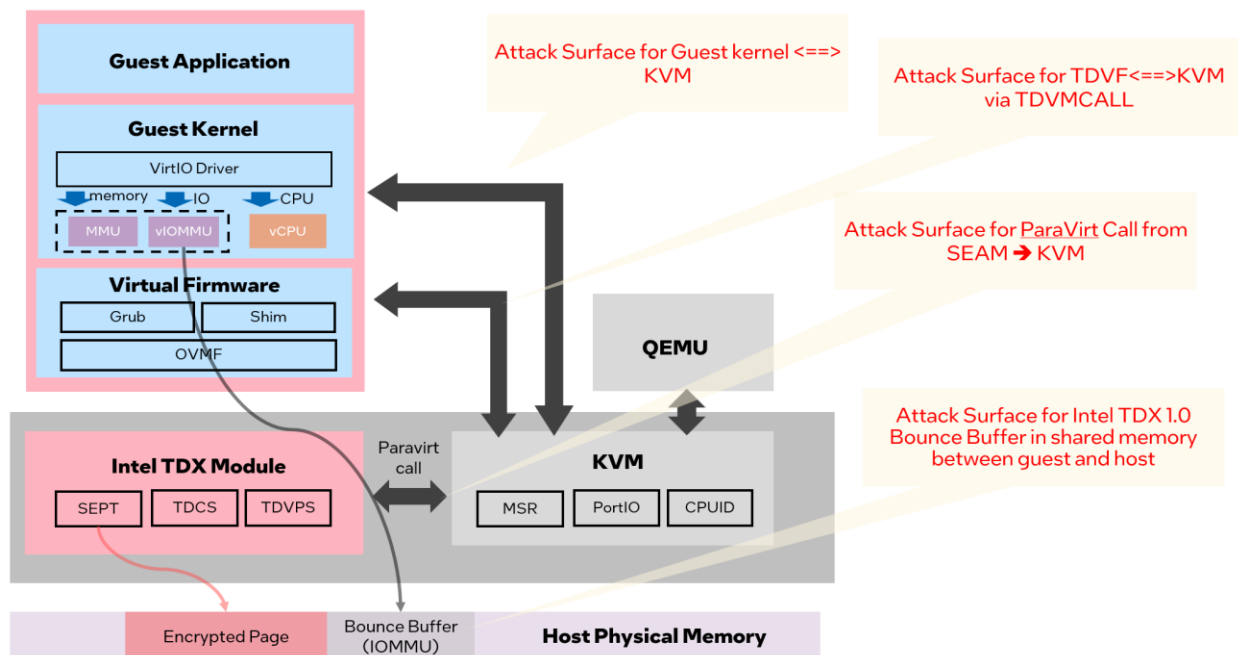 Guest Application
Guest Kernel
VirtIO Driver
memory
IO
CPU
MMU
vIOMMU
vCPU
Virtual Firmware
Grub
Shim
OVMF
Attack Surface for Guest kernel <==>
KVM
Attack Surface for TDVF<==>KVM
via TDVMCALL
Attack Surface for ParaVirt Call from
SEAM ➔ KVM
QEMU
Attack Surface for Intel TDX 1.0
Bounce Buffer in shared memory
between guest and host
Intel TDX Module
SEPT
TDCS
TDVPS
Paravirt
call
KVM
MSR
PortIO
CPUID
Encrypted Page
Bounce Buffer
(IOMMU)
Host Physical Memory